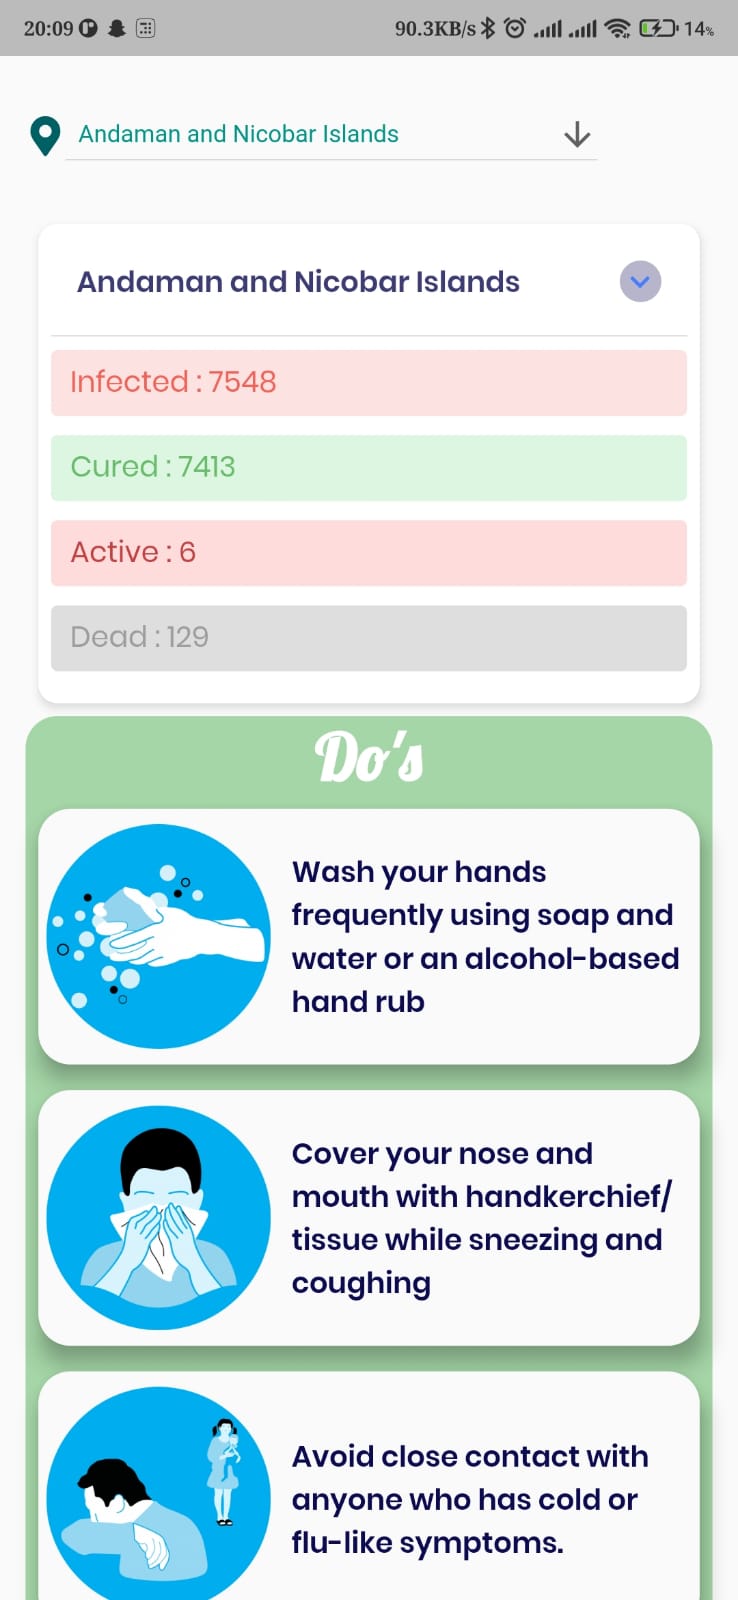 20:09 90.3KB/s 14%
Andaman and Nicobar Islands
Andaman and Nicobar Islands
Infected : 7548
Cured : 7413
Active : 6
Dead : 129
Do's
Wash your hands
frequently using soap and
water or an alcohol-based
hand rub
Cover your nose and
mouth with handkerchief/
tissue while sneezing and
coughing
Avoid close contact with
anyone who has cold or
flu-like symptoms.